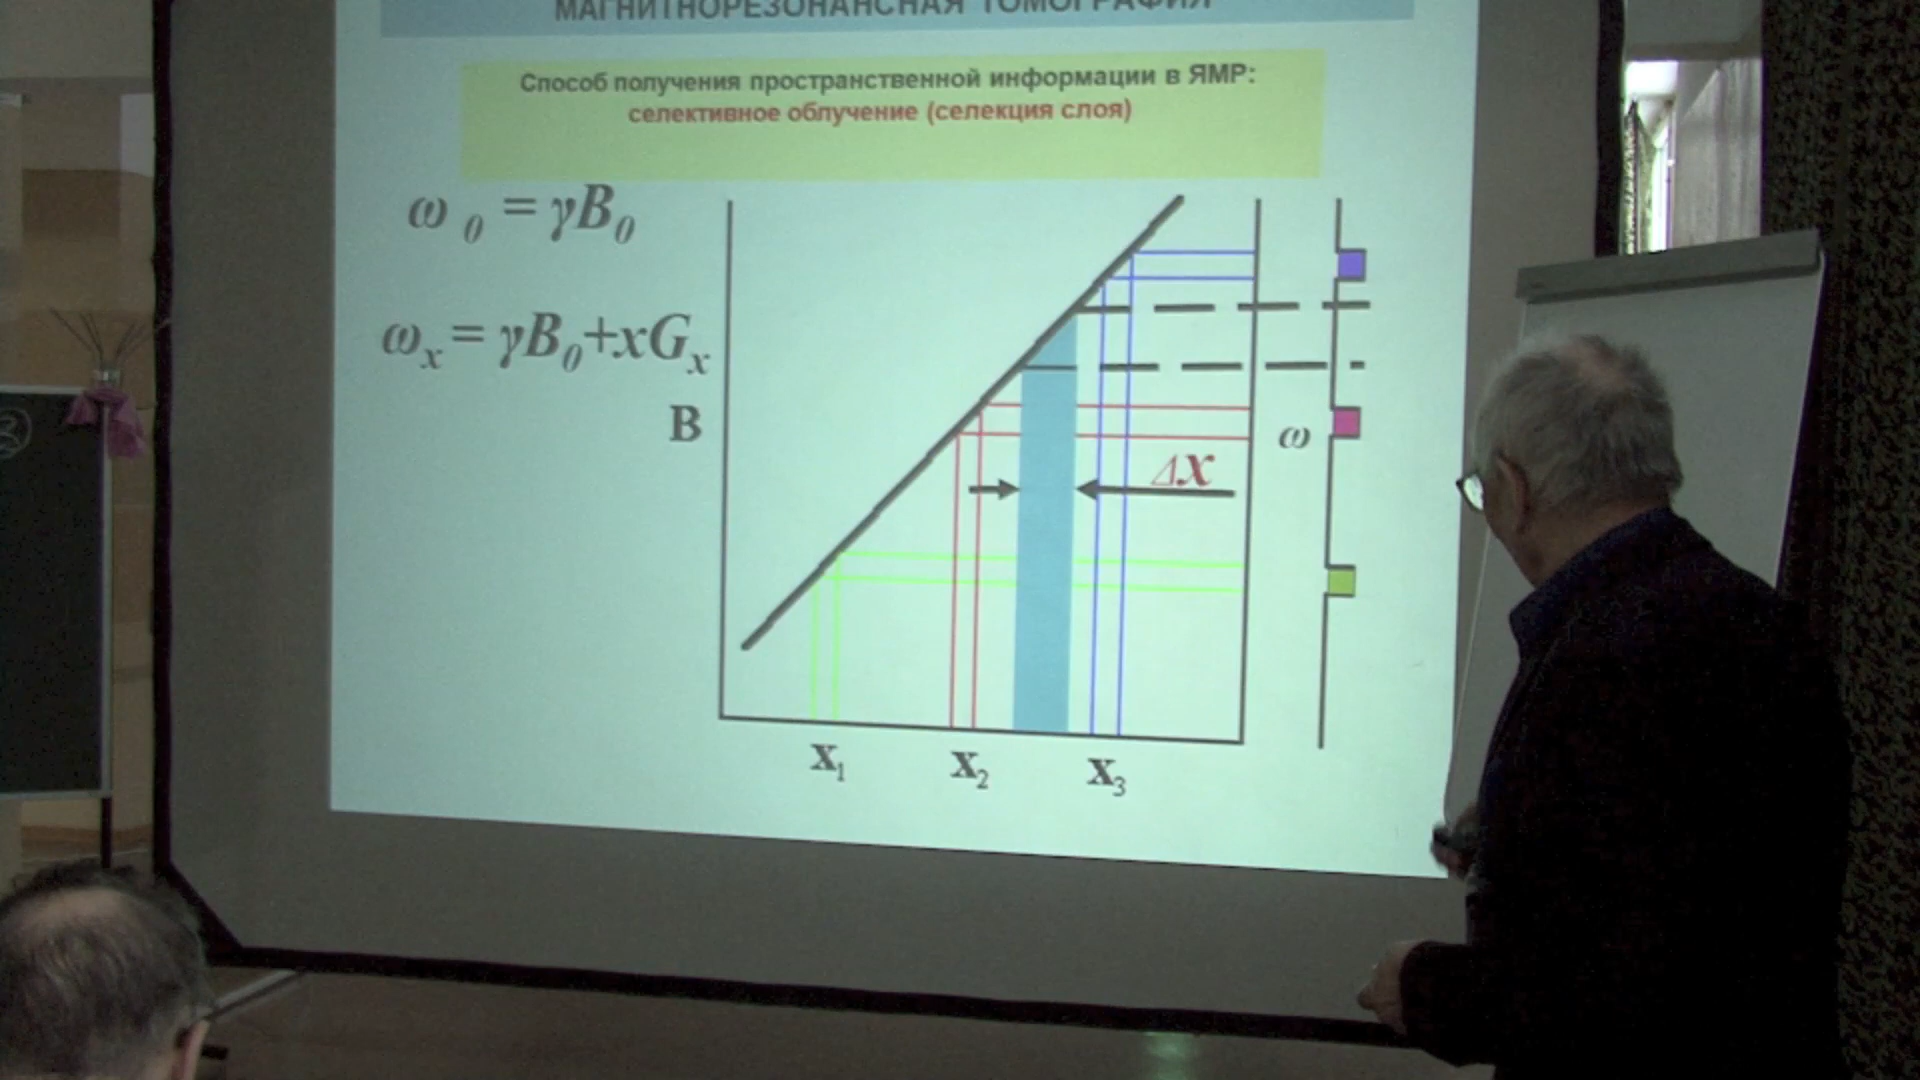 МАГНИТНОРЕЗОНАНСНАЯ ТОМОГРАФИЯ
Способ получения пространственной информации в ЯМР:
селективное облучение (селекция слоя)
ω 0 = γB0
ωx = γB0+xGx
B
ω
Δx
X1
X2
X3